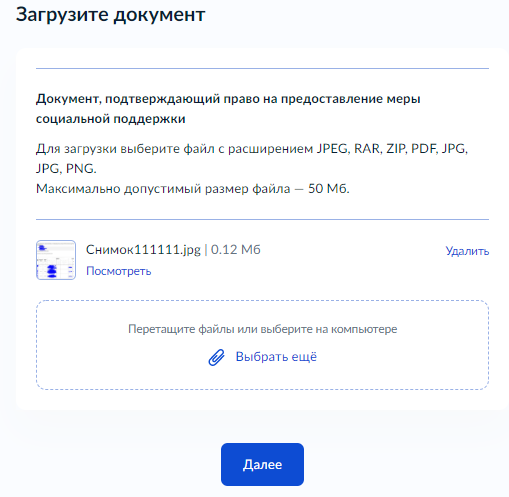 Загрузите документ
Документ, подтверждающий право на предоставление меры
социальной поддержки
Для загрузки выберите файл с расширением JPEG, RAR, ZIP, PDF, JPG,
JPG, PNG.
Максимально допустимый размер файла — 50 Мб.
Снимок111111.jpg | 0.12 Мб
Удалить
Посмотреть
Перетащите файлы или выберите на компьютере
Выбрать ещё
Далее